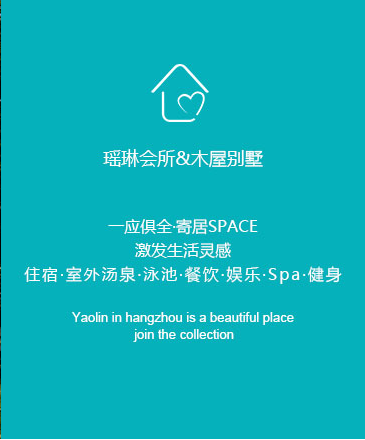 瑶琳会所&木屋别墅
一应俱全·寄居SPACE
激发生活灵感
住宿·室外汤泉·泳池·餐饮·娱乐·Spa·健身
Yaolin in hangzhou is a beautiful place
join the collection